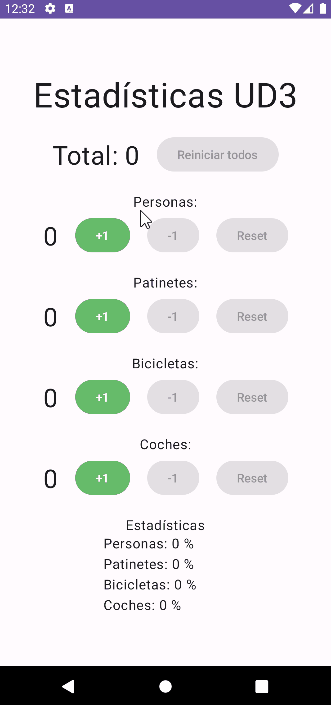 12:32 A
Estadísticas UD3
Total: 0 Reiniciar todos
Personas:
0 +1 -1 Reset
Patinetes:
0 +1 -1 Reset
Bicicletas:
0 +1 -1 Reset
Coches:
0 +1 -1 Reset
Estadísticas
Personas: 0 %
Patinetes: 0 %
Bicicletas: 0 %
Coches: 0 %